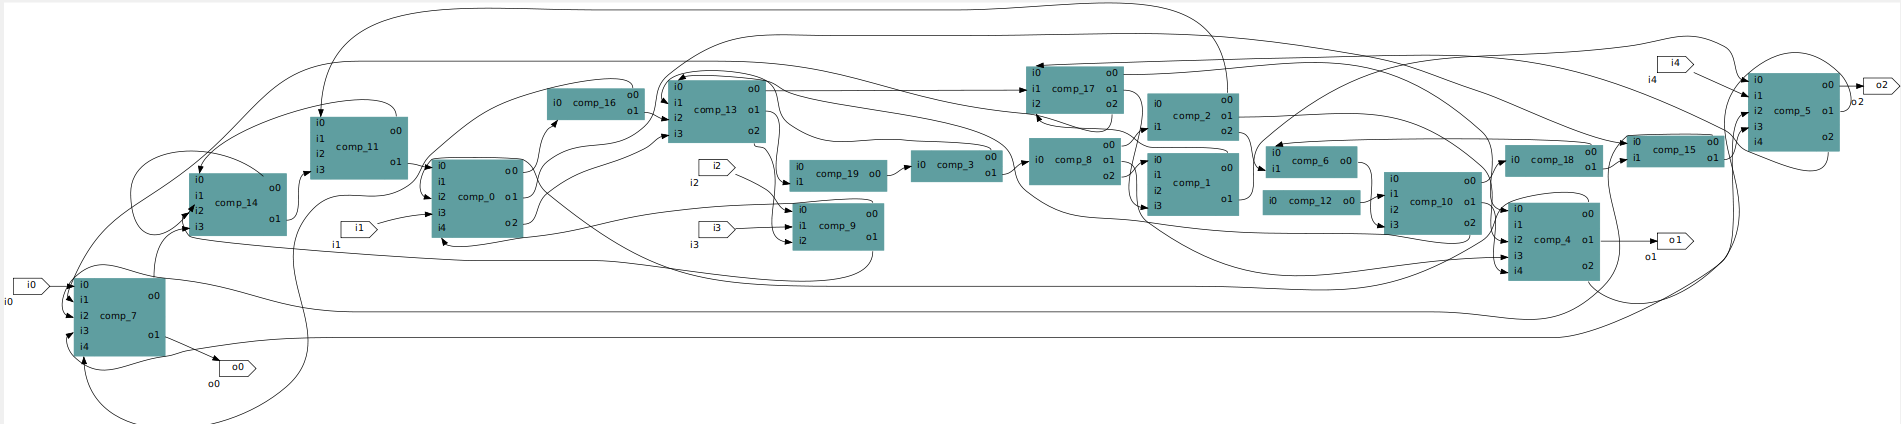 i0
i0
i0
i1
i2
i3
i4
comp_7
o0
o1
o0
o0
i0
i1
i2
i3
comp_14
o0
o1
i0
i1
i2
i3
comp_11
o0
o1
i1
i1
i0
i1
i2
i3
i4
comp_0
o0
o1
o2
i0
comp_16
o0
o1
i0
i1
i2
i3
comp_13
o0
o1
o2
i2
i2
i3
i3
i0
i1
comp_19
o0
i0
i1
i2
comp_9
o0
o1
i0
comp_3
o0
o1
i0
i1
i2
comp_17
o0
o1
o2
i0
comp_8
o0
o1
o2
i0
i1
comp_2
o0
o1
o2
i0
i1
i2
i3
comp_1
o0
o1
i0
i1
comp_6
o0
i0
comp_12
o0
i0
i1
i2
i3
comp_10
o0
o1
o2
i0
comp_18
o0
o1
i0
i1
i2
i3
i4
comp_4
o0
o1
o2
i0
i1
comp_15
o0
o1
i4
i4
o1
o1
i0
i1
i2
i3
i4
comp_5
o0
o1
o2
o2
o2